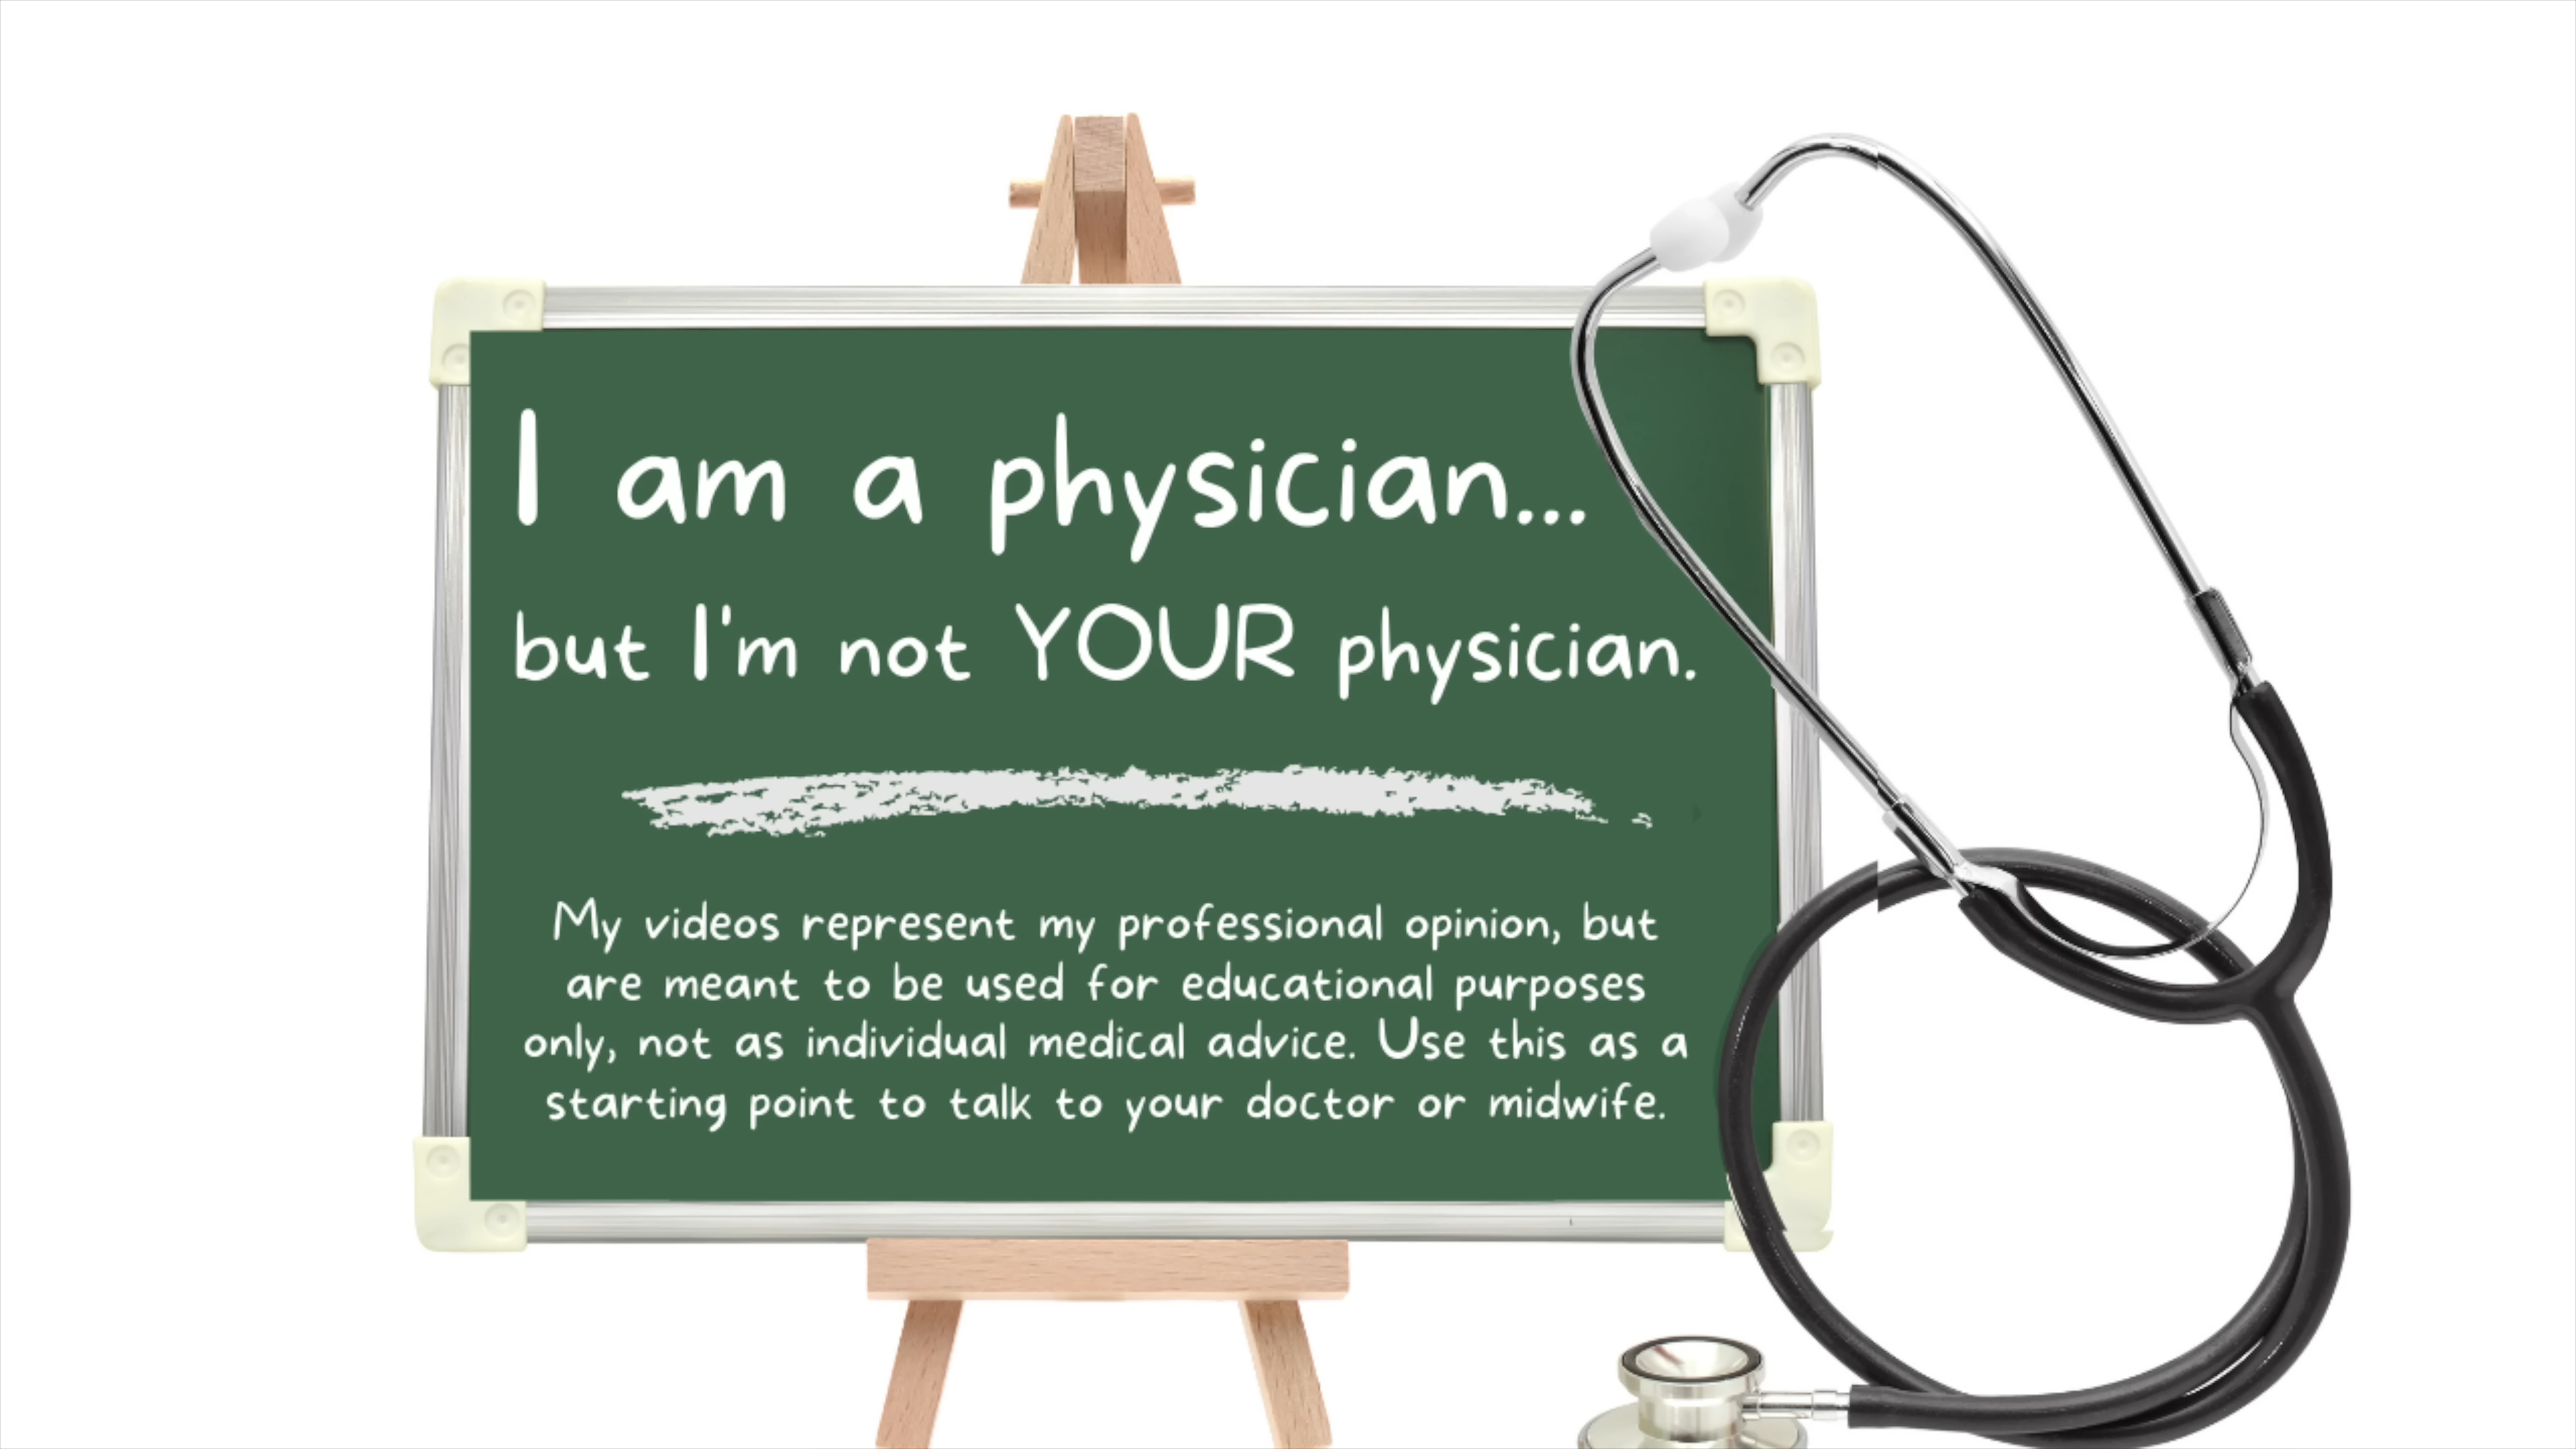 I am a physician...
but I'm not YOUR physician.
My videos represent my professional opinion, but
are meant to be used for educational purposes
only, not as individual medical advice. Use this as a
starting point to talk to your doctor or midwife.